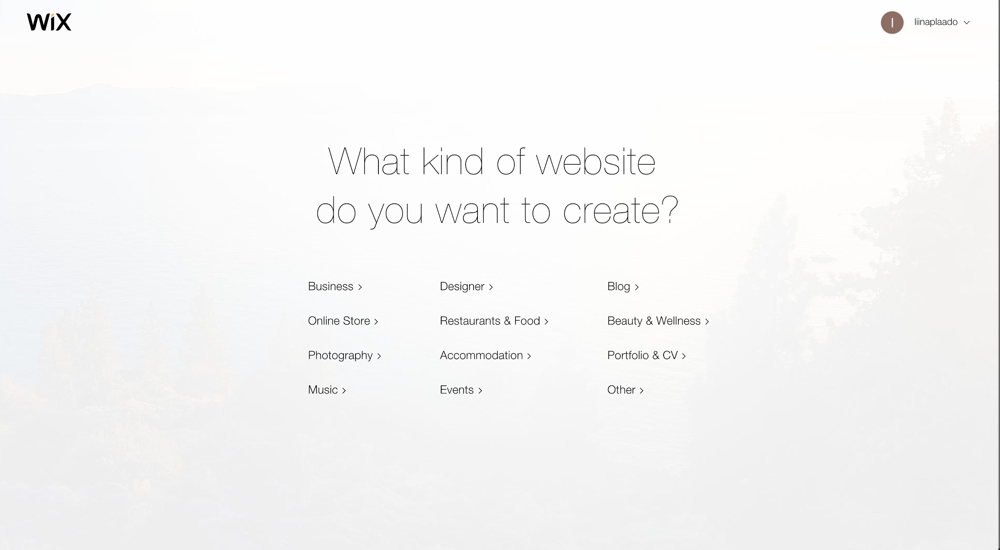 WiX
l liinaplaado
What kind of website
do you want to create?
Business Designer Blog
Online Store Restaurants & Food Beauty & Wellness
Photography Accommodation Portfolio & CV
Music Events Other